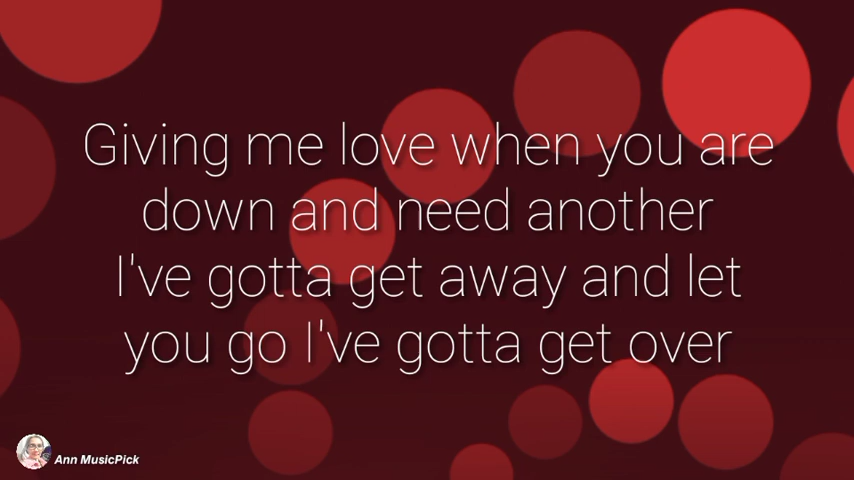 Giving me love when you are
down and need another
I've gotta get away and let
you go I've gotta get over
Ann MusicPick